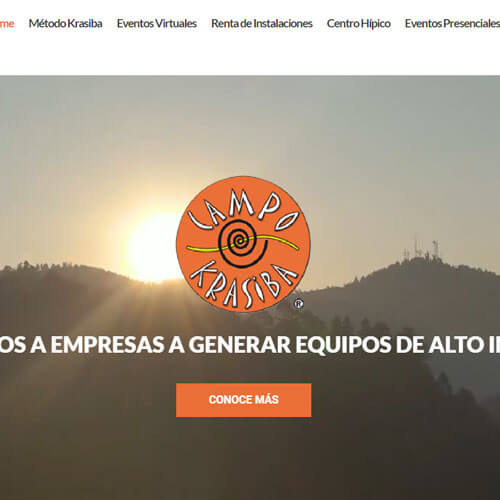 me Método Krasiba Eventos Virtuales Renta de Instalaciones Centro Hípico Eventos Presenciales
CAMPO
KRASIBA
®
OS A EMPRESAS A GENERAR EQUIPOS DE ALTO I
CONOCE MÁS